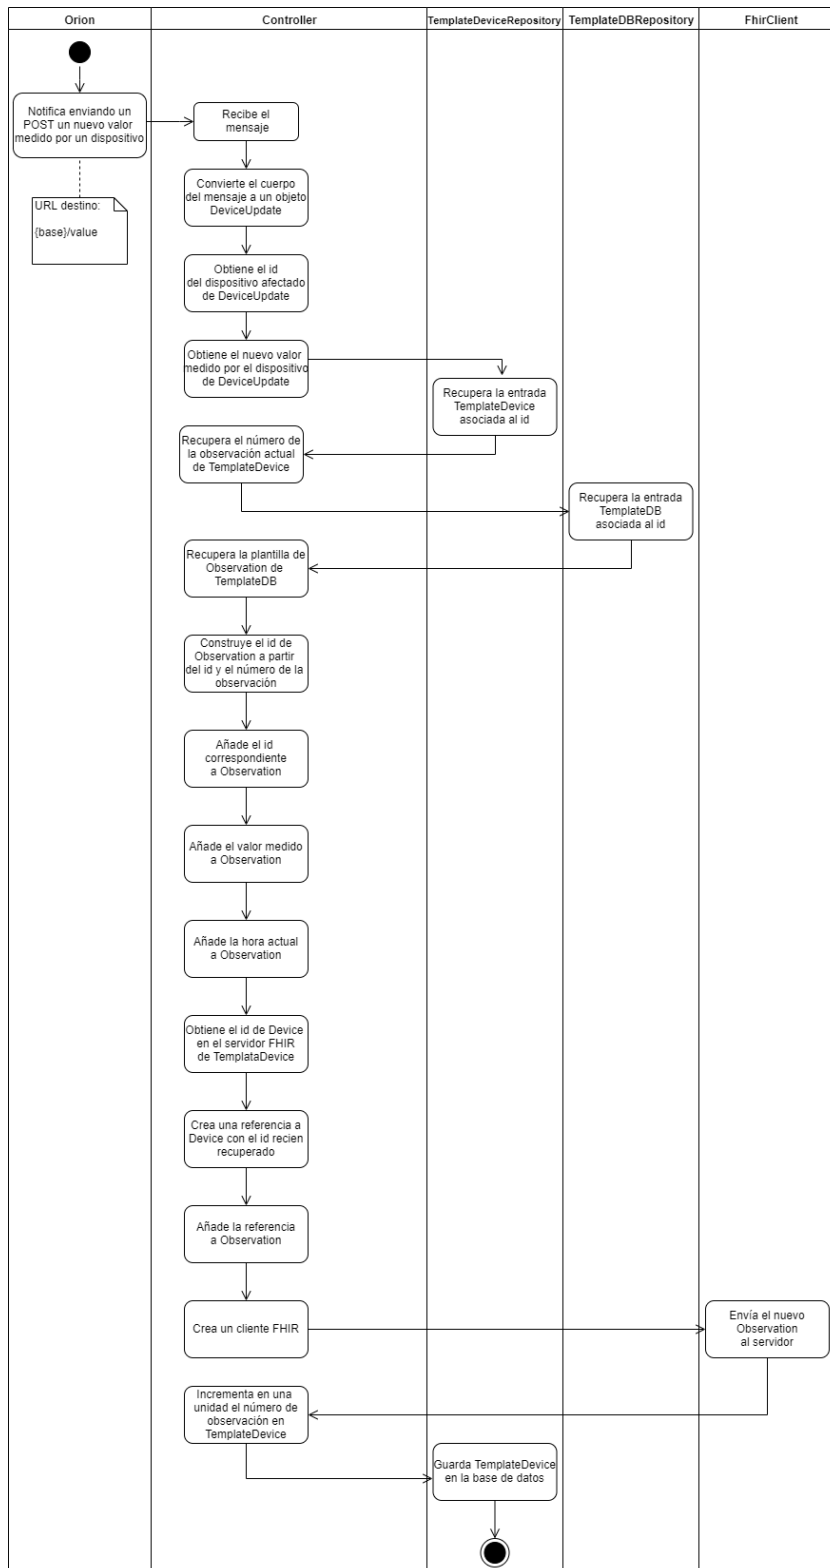 Orion
Controller
TemplateDeviceRepository
TemplateDBRepository
FhirClient
Notifica enviando un
POST un nuevo valor
medido por un dispositivo
URL destino:
{base}/value
Recibe el
mensaje
Convierte el cuerpo
del mensaje a un objeto
DeviceUpdate
Obtiene el id
del dispositivo afectado
de DeviceUpdate
Obtiene el nuevo valor
medido por el dispositivo
de DeviceUpdate
Recupera la entrada
TemplateDevice
asociada al id
Recupera el número de
la observación actual
de TemplateDevice
Recupera la entrada
TemplateDB
asociada al id
Recupera la plantilla de
Observation de
TemplateDB
Construye el id de
Observation a partir
del id y el número de la
observación
Añade el id
correspondiente
a Observation
Añade el valor medido
a Observation
Añade la hora actual
a Observation
Obtiene el id de Device
en el servidor FHIR
de TemplataDevice
Crea una referencia a
Device con el id recien
recuperado
Añade la referencia
a Observation
Crea un cliente FHIR
Envía el nuevo
Observation
al servidor
Incrementa en una
unidad el número de
observación en
TemplateDevice
Guarda TemplateDevice
en la base de datos